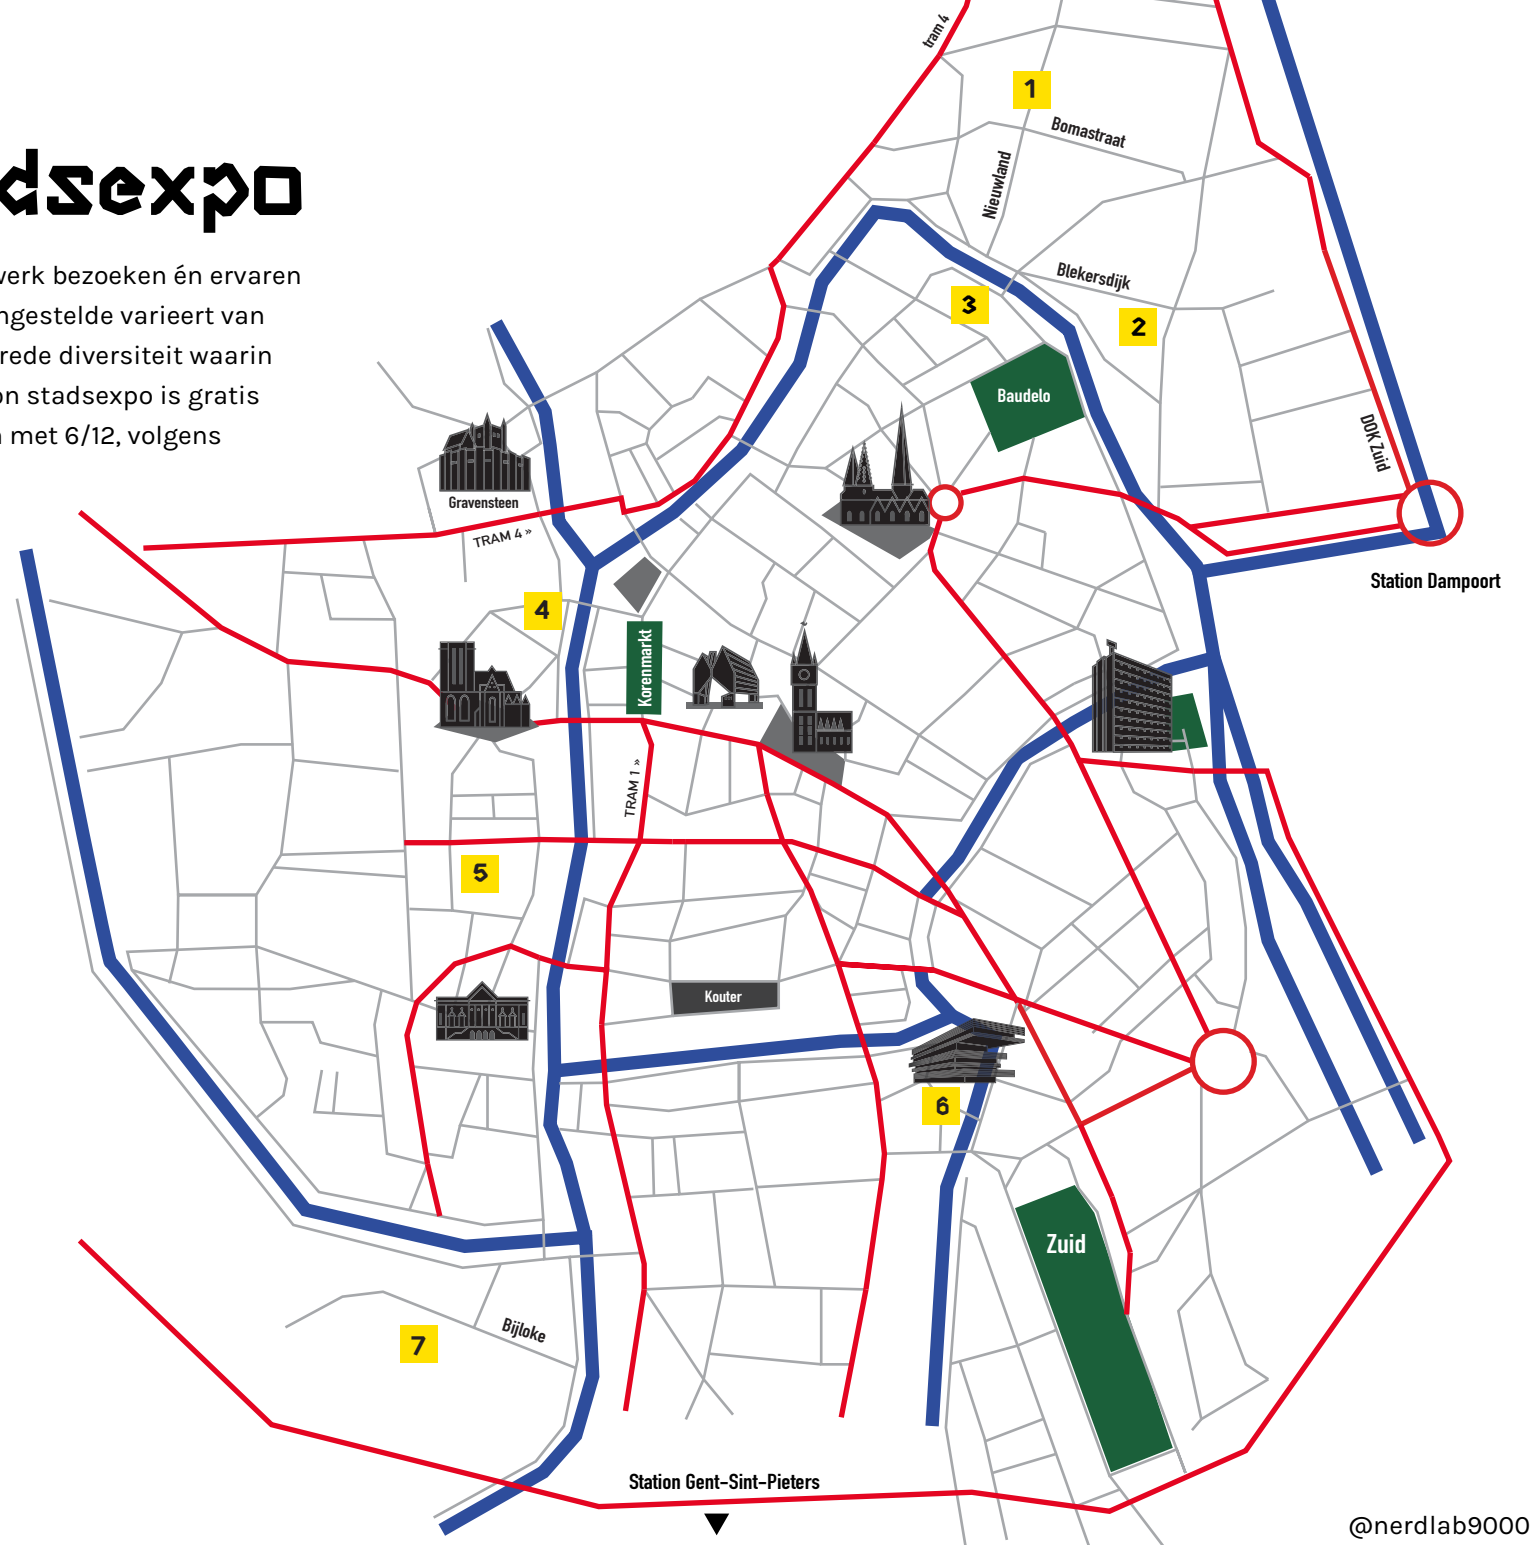 dsexpo
werk bezoeken én ervaren
ngestelde varieert van
rede diversiteit waarin
on stadsexpo is gratis
n met 6/12, volgens
tram 4
1
Bomastraat
Nieuwland
Blekersdijk
3
2
Baudelo
DOK Zuid
Gravensteen
TRAM 4 »
Station Dampoort
4
Korenmarkt
TRAM 1 »
5
Kouter
6
Zuid
Bijloke
7
Station Gent-Sint-Pieters
@nerdlab9000